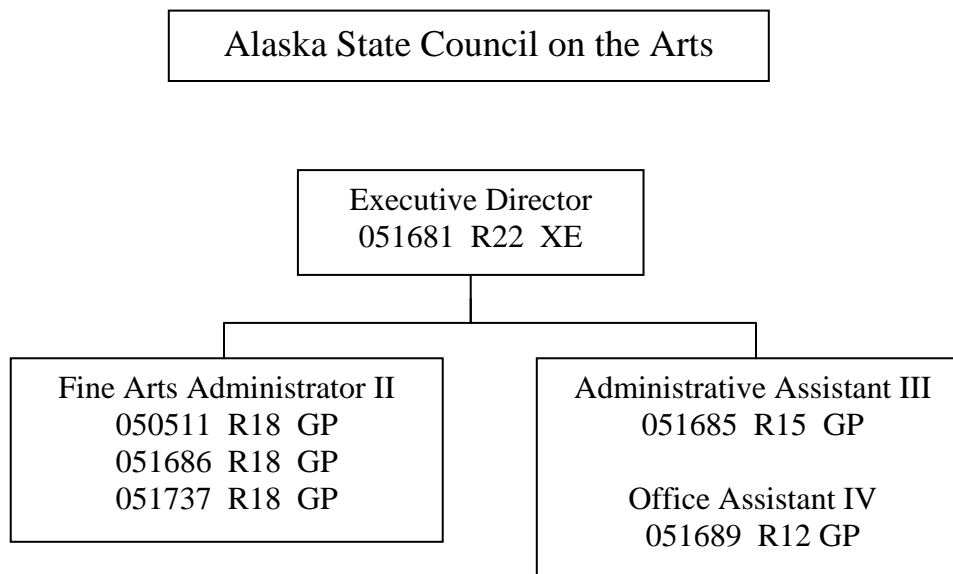 Alaska State Council on the Arts
Executive Director
051681 R22 XE
Fine Arts Administrator II
050511 R18 GP
051686 R18 GP
051737 R18 GP
Administrative Assistant III
051685 R15 GP
Office Assistant IV
051689 R12 GP